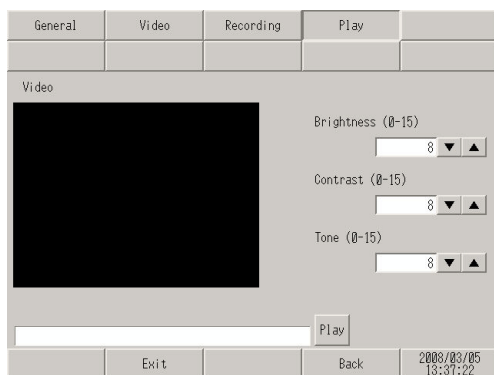 General Video Recording Play
Video
Brightness (0-15)
8 ▼ ▲
Contrast (0-15)
8 ▼ ▲
Tone (0-15)
8 ▼ ▲
Play
Exit Back 2008/03/05
13:37:22